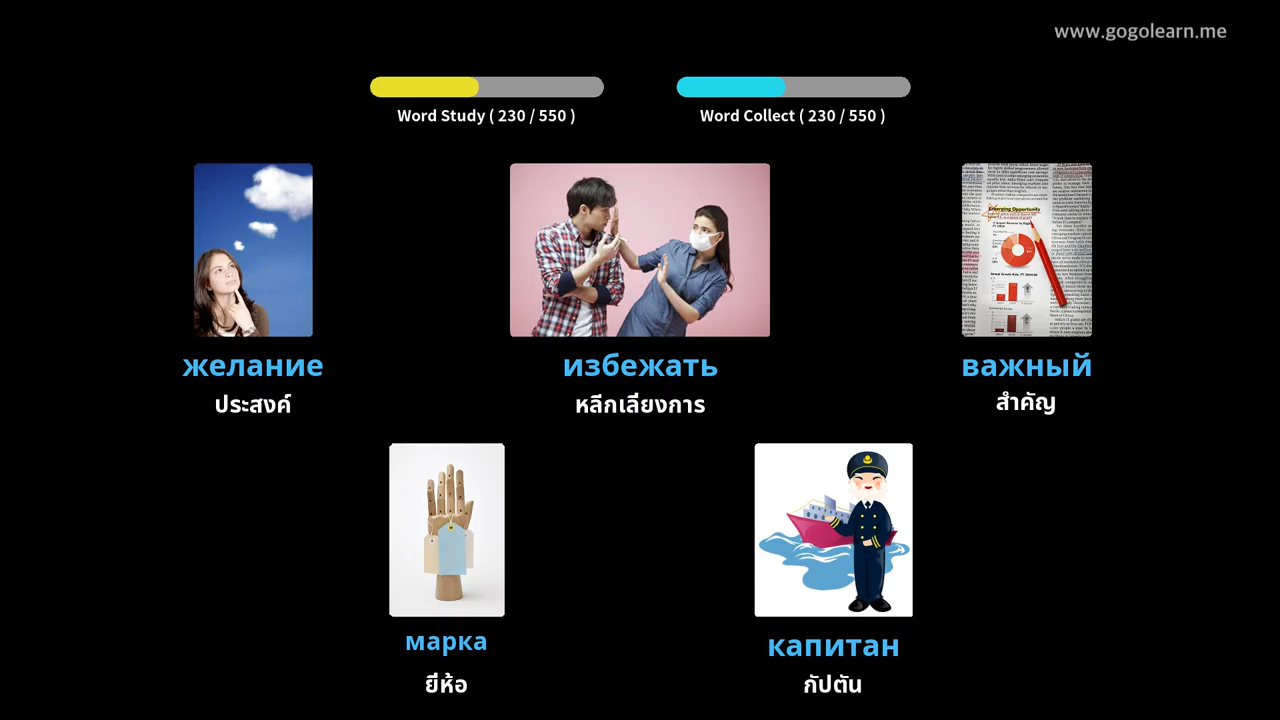 www.gogolearn.me
Word Study ( 230 / 550 )
Word Collect ( 230 / 550 )
Emerging Opportunity
желание
избежать
важный
ประสงค์
หลีกเลียงการ
สำคัญ
марка
капитан
ยีห้อ
กัปตัน